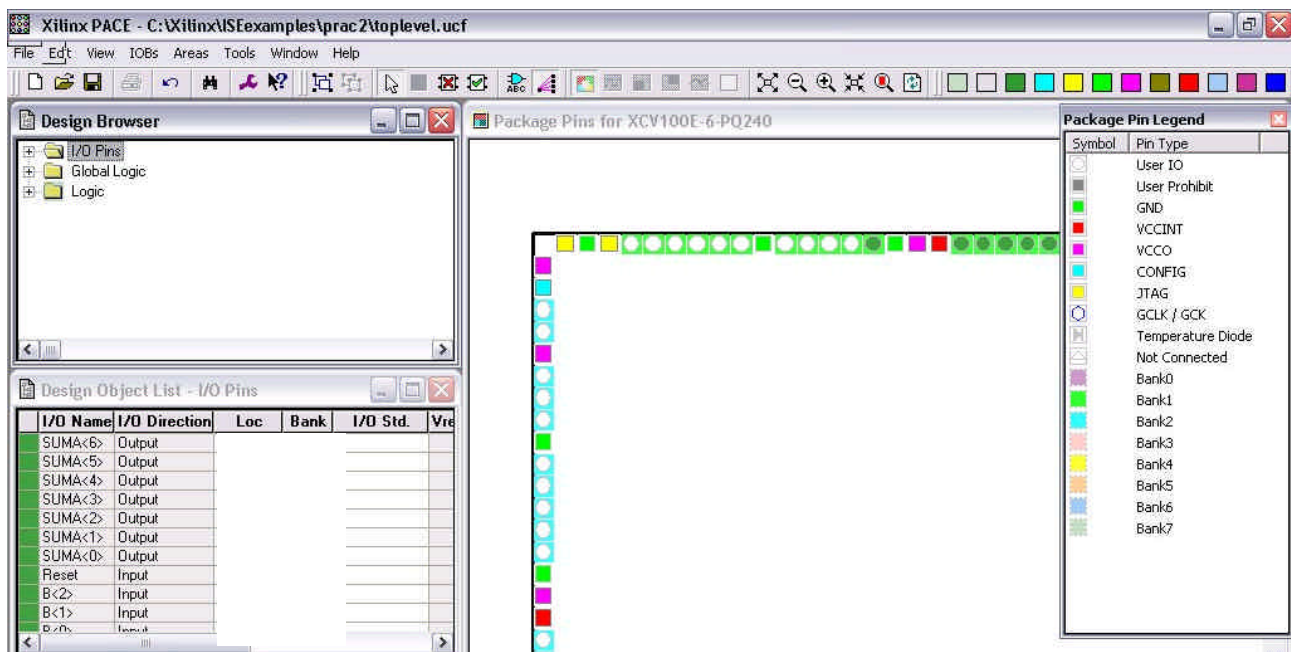 Xilinx PACE - C:\Xilinx\ISEexamples\prac2\toplevel.ucf
File Edit View IOBs Areas Tools Window Help
ABC
Design Browser
I/O Pins
Global Logic
Logic
Design Object List - I/O Pins
I/O Name I/O Direction Loc Bank I/O Std. Vre
SUMA<6> Output
SUMA<5> Output
SUMA<4> Output
SUMA<3> Output
SUMA<2> Output
SUMA<1> Output
SUMA<0> Output
Reset Input
B<2> Input
B<1> Input
B<0> Input
Package Pins for XCV100E-6-PQ240
Package Pin Legend
Symbol Pin Type
User IO
User Prohibit
GND
VCCINT
VCCO
CONFIG
JTAG
GCLK / GCK
Temperature Diode
Not Connected
Bank0
Bank1
Bank2
Bank3
Bank4
Bank5
Bank6
Bank7